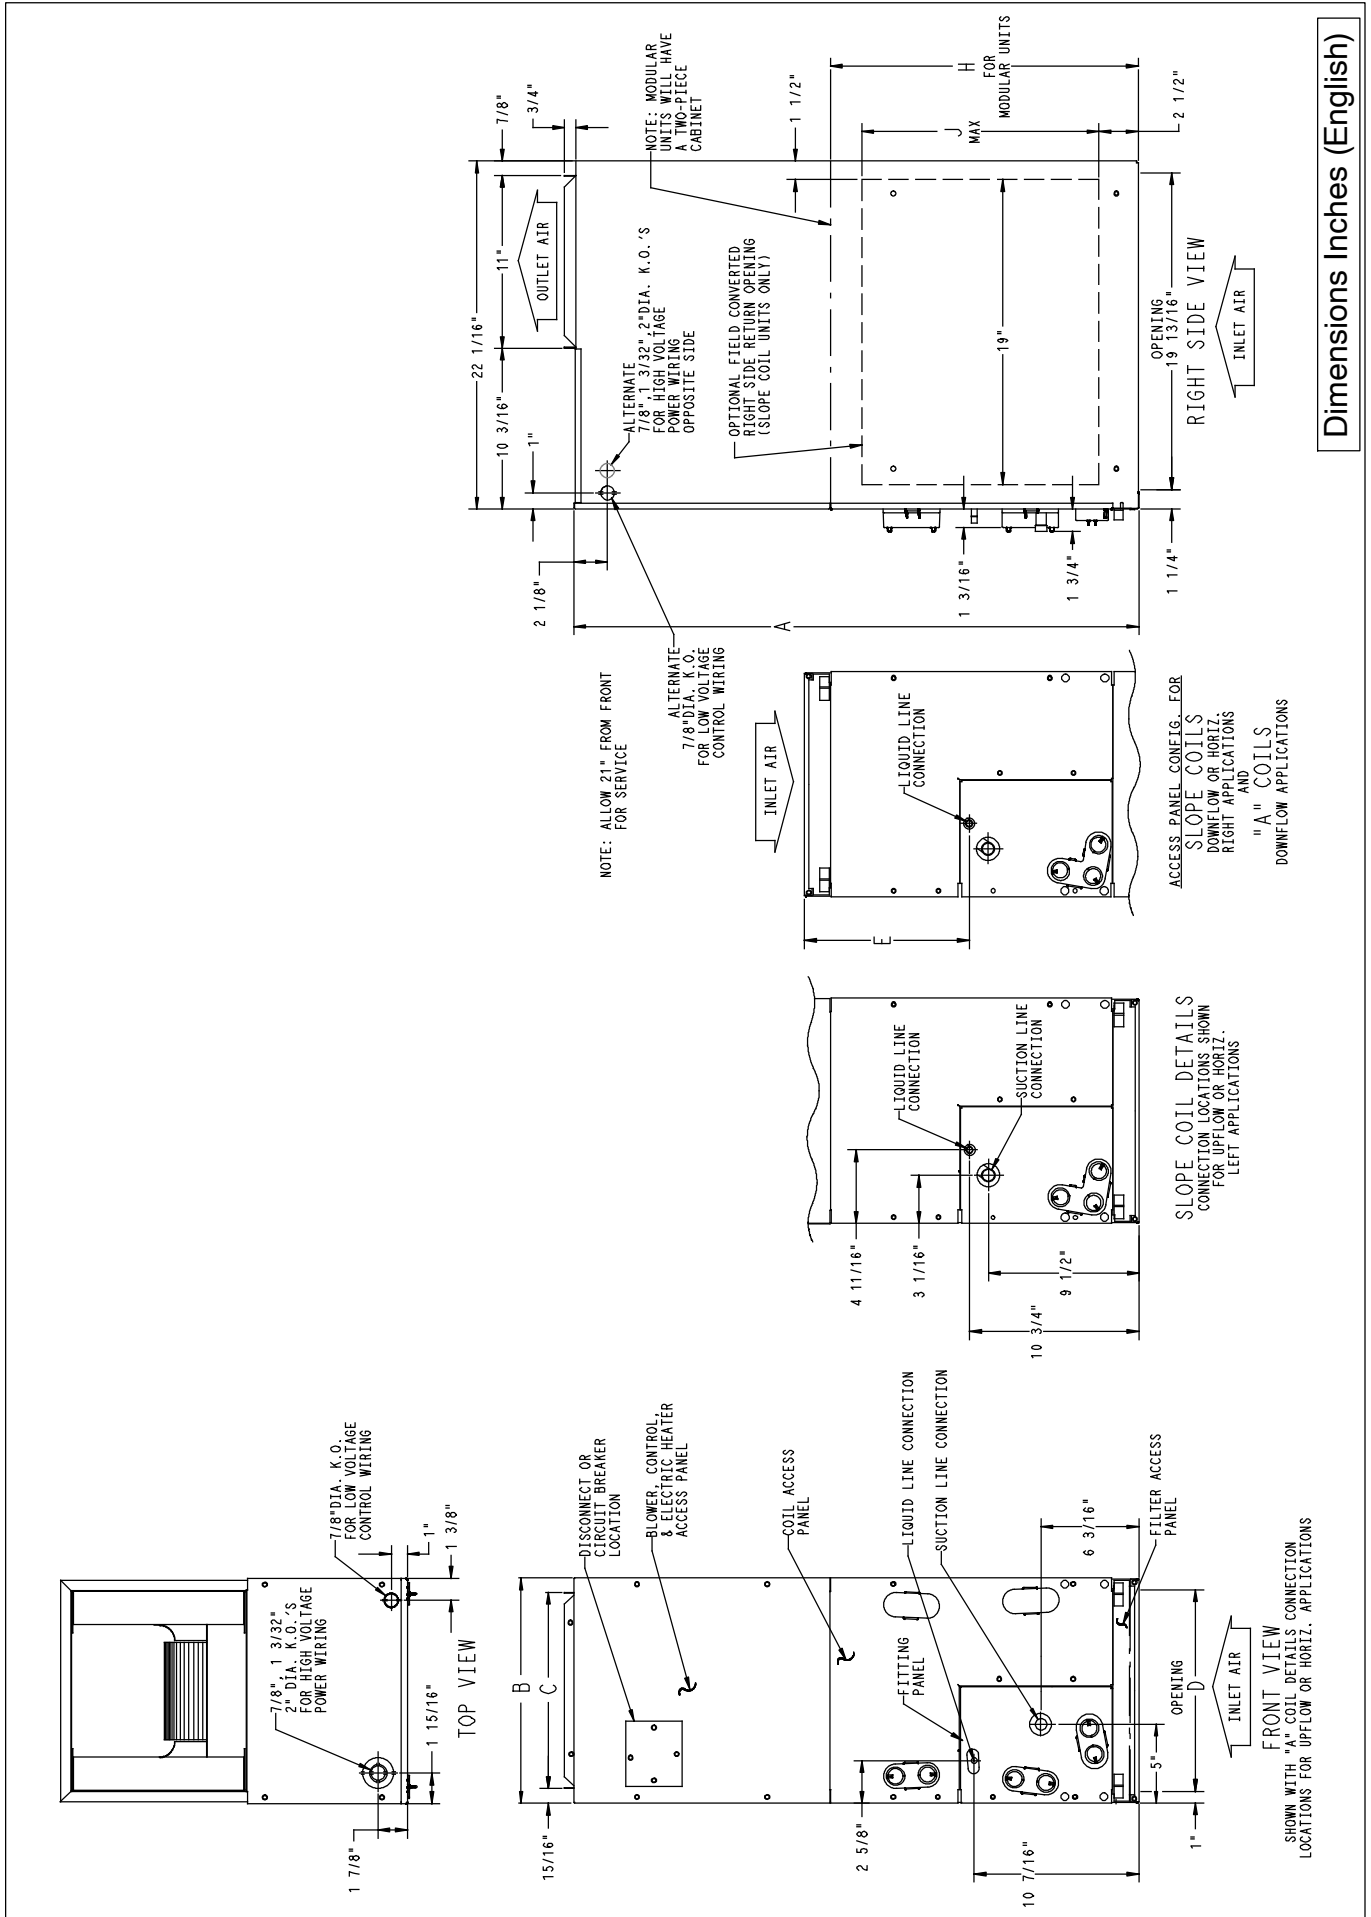 Dimensions Inches (English)
7/8", 1 3/32"
2" DIA. K.O.'S
FOR HIGH VOLTAGE
POWER WIRING
7/8"DIA. K.O.
FOR LOW VOLTAGE
CONTROL WIRING
1 7/8"
1 15/16"
1"
1 3/8"
TOP VIEW
B
C
15/16"
DISCONNECT OR
CIRCUIT BREAKER
LOCATION
BLOWER, CONTROL,
& ELECTRIC HEATER
ACCESS PANEL
COIL ACCESS
PANEL
FITTING
PANEL
LIQUID LINE CONNECTION
SUCTION LINE CONNECTION
2 5/8"
10 7/16"
5"
6 3/16"
FILTER ACCESS
PANEL
1"
OPENING
D
INLET AIR
FRONT VIEW
SHOWN WITH "A" COIL DETAILS CONNECTION
LOCATIONS FOR UPFLOW OR HORIZ. APPLICATIONS
4 11/16"
3 1/16"
10 3/4"
9 1/2"
LIQUID LINE
CONNECTION
SUCTION LINE
CONNECTION
SLOPE COIL DETAILS
CONNECTION LOCATIONS SHOWN
FOR UPFLOW OR HORIZ.
LEFT APPLICATIONS
NOTE: ALLOW 21" FROM FRONT
FOR SERVICE
INLET AIR
E
LIQUID LINE
CONNECTION
ACCESS PANEL CONFIG. FOR
SLOPE COILS
DOWNFLOW OR HORIZ.
RIGHT APPLICATIONS
AND
"A" COILS
DOWNFLOW APPLICATIONS
22 1/16"
10 3/16"
11"
7/8"
3/4"
1"
2 1/8"
OUTLET AIR
ALTERNATE
7/8"DIA. K.O.
FOR LOW VOLTAGE
CONTROL WIRING
ALTERNATE
7/8",1 3/32",2"DIA. K.O.'S
FOR HIGH VOLTAGE
POWER WIRING
OPPOSITE SIDE
NOTE: MODULAR
UNITS WILL HAVE
A TWO-PIECE
CABINET
OPTIONAL FIELD CONVERTED
RIGHT SIDE RETURN OPENING
(SLOPE COIL UNITS ONLY)
A
1 1/2"
19"
J
MAX
H
FOR
MODULAR UNITS
1 3/16"
1 3/4"
1 1/4"
2 1/2"
OPENING
19 13/16"
RIGHT SIDE VIEW
INLET AIR